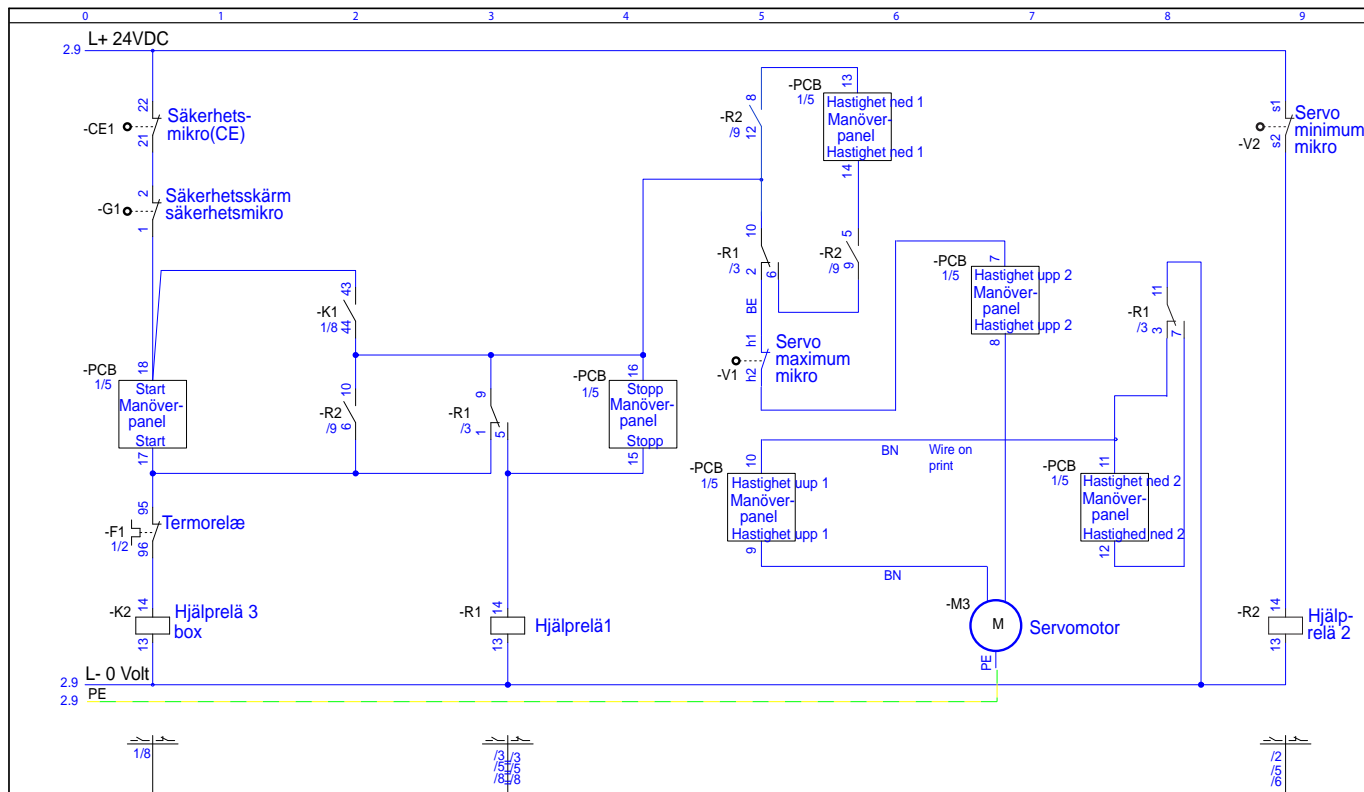 0 1 2 3 4 5 6 7 8 9
L+ 24VDC
2.9
22
-CE1
21
Säkerhets-
mikro(CE)
2
-G1
1
Säkerhetsskärm
säkerhetsmikro
43
-K1
1/8
44
18
-PCB
1/5
Start
Manöver-
panel
Start
17
10
-R2
/9
6
9
-R1
/3
1
5
16
-PCB
1/5
Stopp
Manöver-
panel
Stopp
15
95
-F1
1/2
96
Termorelæ
14
-K2
13
Hjälprelä 3
box
14
-R1
13
Hjälprelä1
8
-R2
/9
12
13
-PCB
1/5
Hastighet ned 1
Manöver-
panel
Hastighet ned 1
14
10
-R1
/3
2
6
BE
5
-R2
/9
9
h1
-V1
h2
Servo
maximum
mikro
7
-PCB
1/5
Hastighet upp 2
Manöver-
panel
Hastighet upp 2
8
11
-R1
/3
3
7
s1
-V2
s2
Servo
minimum
mikro
BN
Wire on
print
10
-PCB
1/5
Hastighet uup 1
Manöver-
panel
Hastighet upp 1
9
BN
11
-PCB
1/5
Hastighet ned 2
Manöver-
panel
Hastighed ned 2
12
-M3
M
Servomotor
PE
14
-R2
13
Hjälp-
relä 2
L- 0 Volt
2.9
PE
2.9
1/8
/3 /3
/5 /5
/8 /8
/2
/5
/6